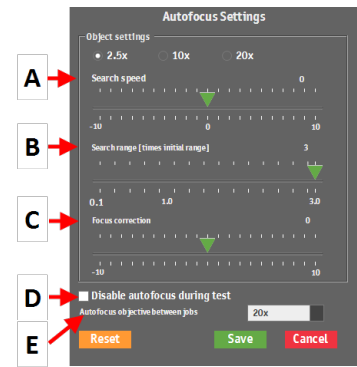 Autofocus Settings
Object settings
2.5x 10x 20x
A
Search speed 0
-10 0 10
B
Search range [times initial range] 3
0.1 1.0 3.0
C
Focus correction 0
-10 10
D
Disable autofocus during test
Autofocus objective between jobs 20x
E
Reset Save Cancel